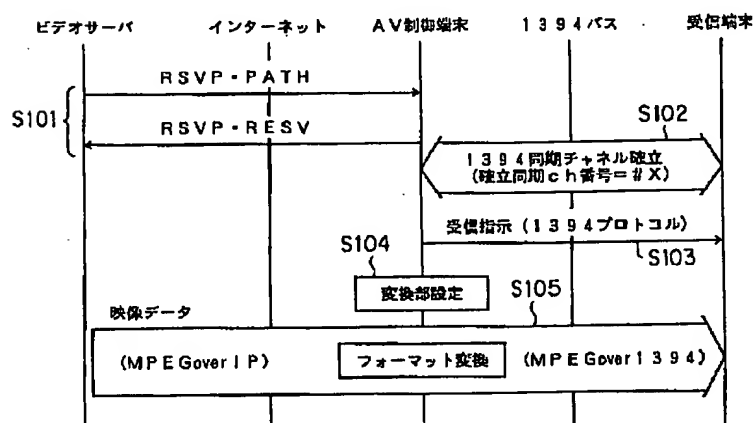 ビデオサーバ
インターネット
AV制御端末
1394バス
受信端末
RSVP・PATH
S101
RSVP・RESV
S102
1394同期チャネル確立
(確立同期ch番号=#X)
受信指示(1394プロトコル)
S103
S104
変換部設定
S105
映像データ
(MPEGover IP)
フォーマット変換
(MPEGover1394)